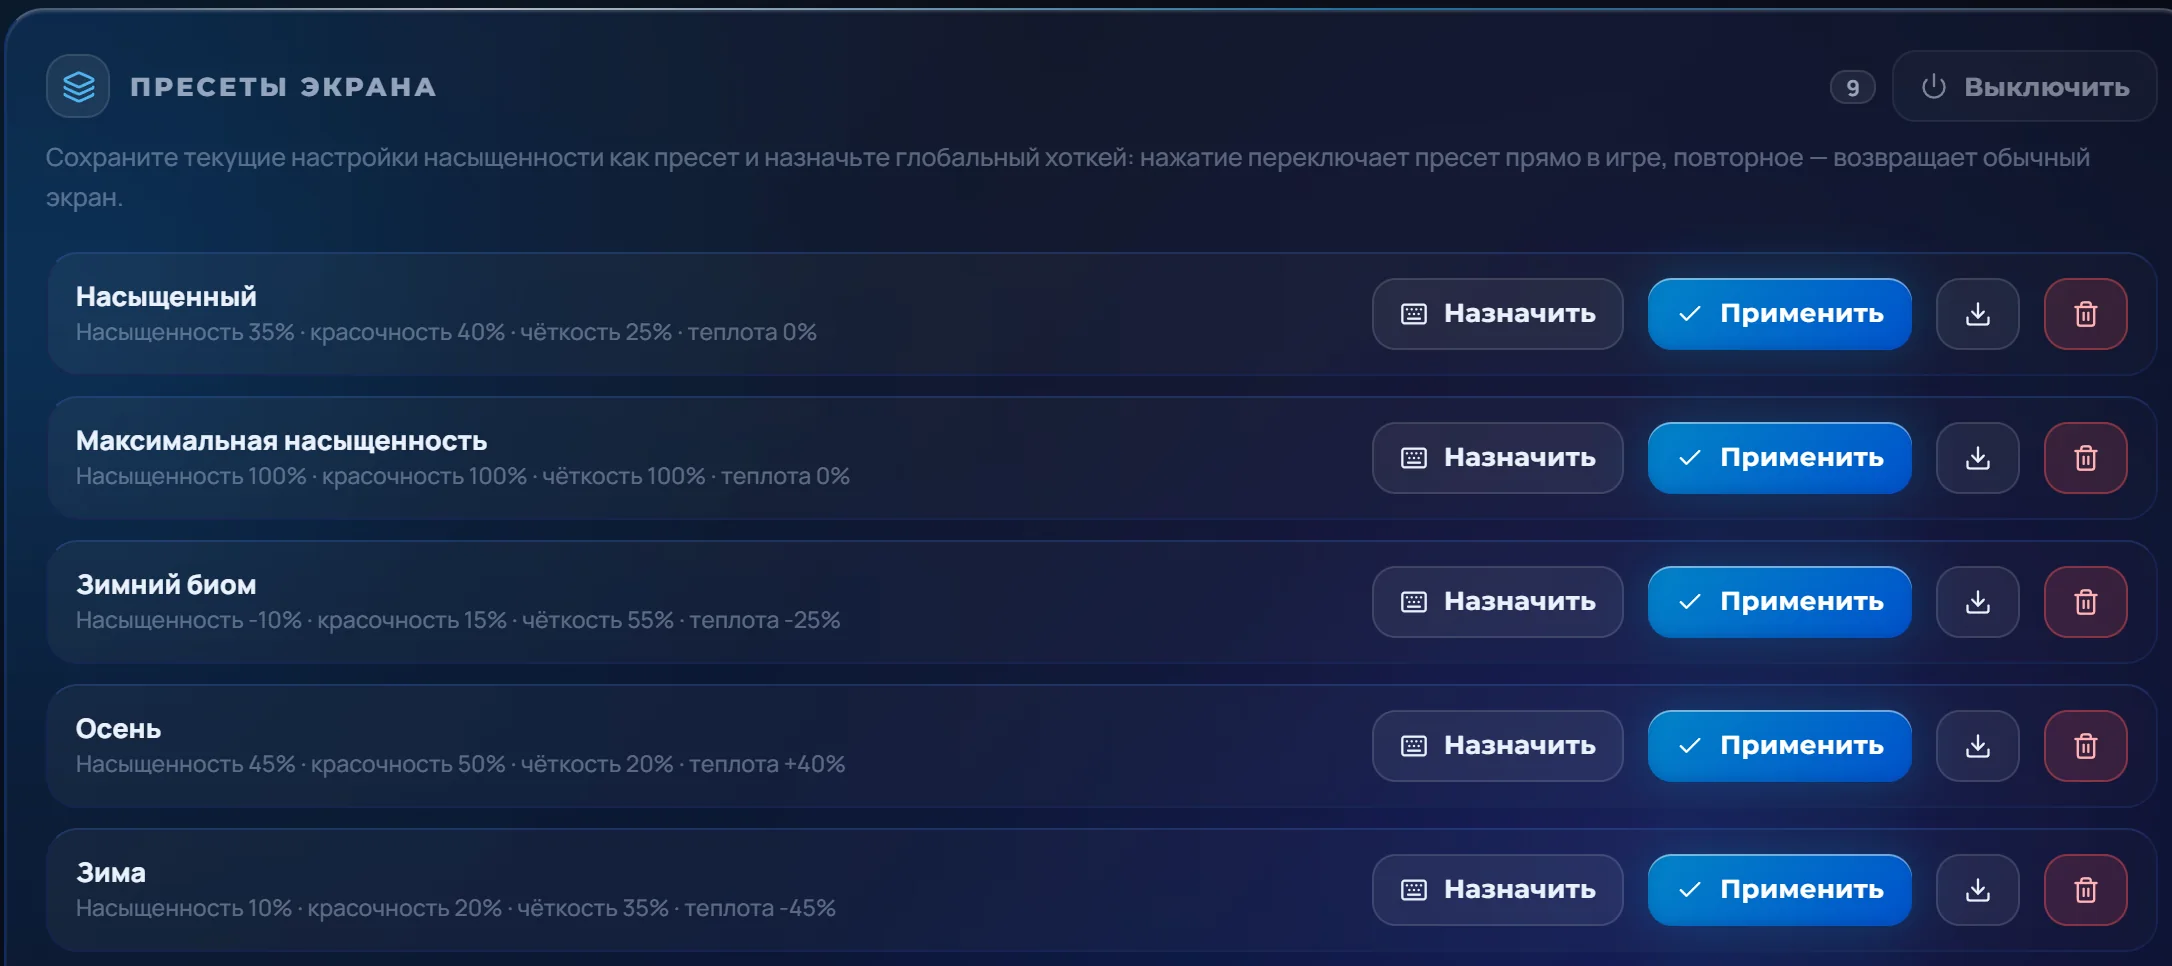 ПРЕСЕТЫ ЭКРАНА
9
Выключить
Сохраните текущие настройки насыщенности как пресет и назначьте глобальный хоткей: нажатие переключает пресет прямо в игре, повторное — возвращает обычный
экран.
Насыщенный
Насыщенность 35% · красочность 40% · чёткость 25% · теплота 0%
Назначить
Применить
Максимальная насыщенность
Насыщенность 100% · красочность 100% · чёткость 100% · теплота 0%
Назначить
Применить
Зимний биом
Насыщенность -10% · красочность 15% · чёткость 55% · теплота -25%
Назначить
Применить
Осень
Насыщенность 45% · красочность 50% · чёткость 20% · теплота +40%
Назначить
Применить
Зима
Насыщенность 10% · красочность 20% · чёткость 35% · теплота -45%
Назначить
Применить